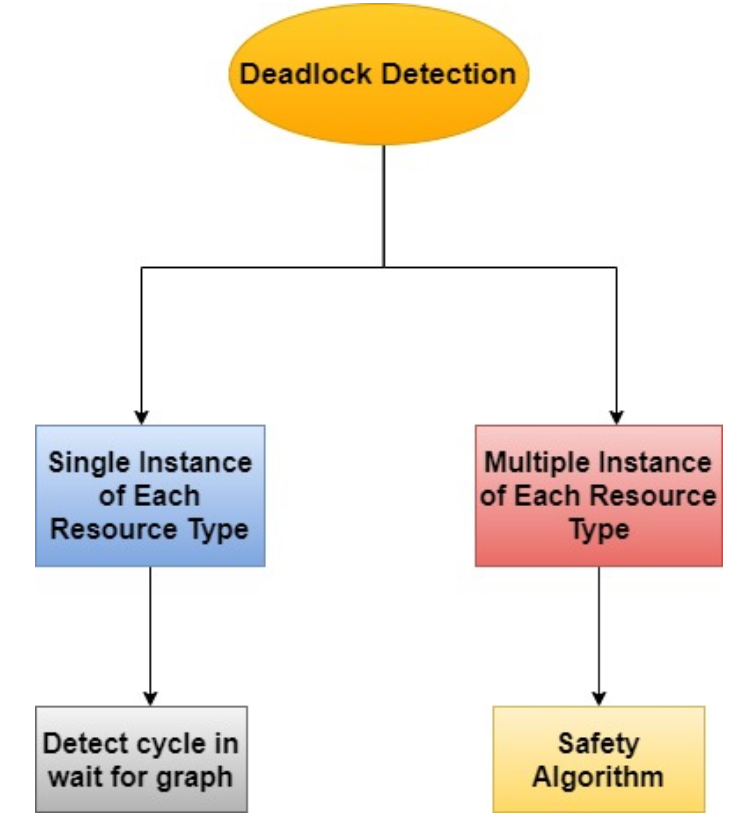 Deadlock Detection
Single Instance
of Each
Resource Type
Multiple Instance
of Each Resource
Type
Detect cycle in
wait for graph
Safety
Algorithm